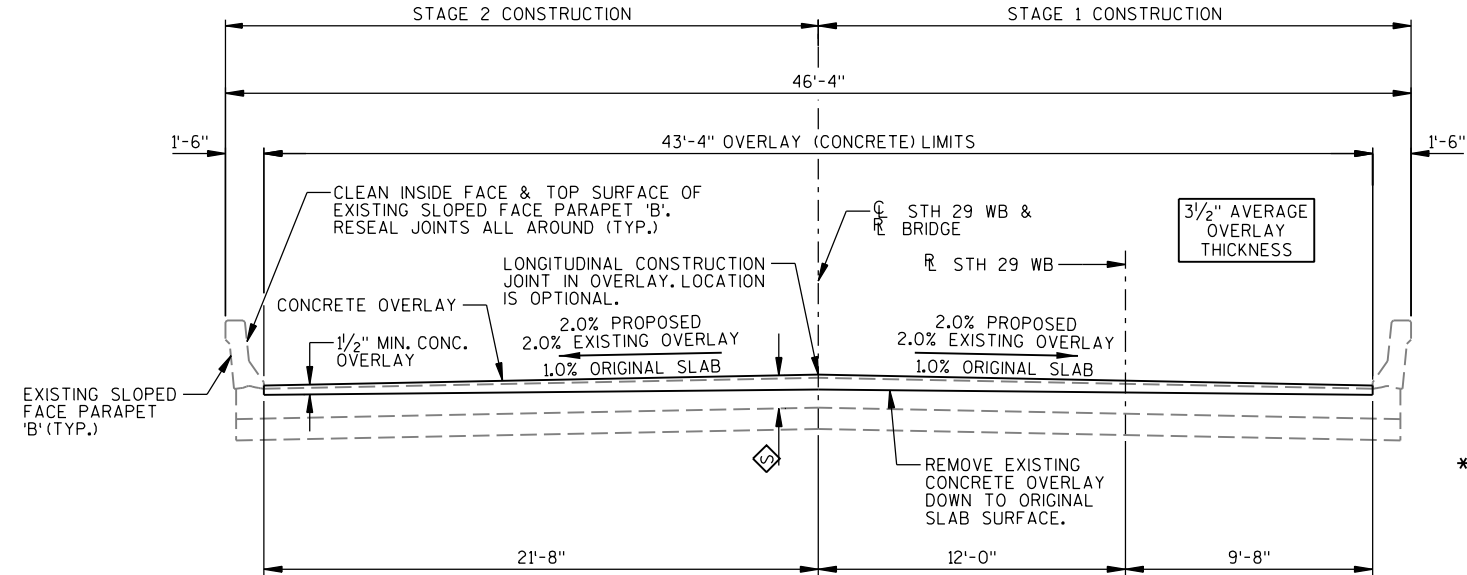 STAGE 2 CONSTRUCTION
STAGE 1 CONSTRUCTION
46'-4"
1'-6"
43'-4" OVERLAY (CONCRETE) LIMITS
1'-6"
CLEAN INSIDE FACE & TOP SURFACE OF
EXISTING SLOPED FACE PARAPET 'B'.
RESEAL JOINTS ALL AROUND (TYP.)
℄ STH 29 WB &
R̵L BRIDGE
3½" AVERAGE
OVERLAY
THICKNESS
RL STH 29 WB
LONGITUDINAL CONSTRUCTION
JOINT IN OVERLAY. LOCATION
IS OPTIONAL.
CONCRETE OVERLAY
1½" MIN. CONC.
OVERLAY
2.0% PROPOSED
2.0% EXISTING OVERLAY
1.0% ORIGINAL SLAB
2.0% PROPOSED
2.0% EXISTING OVERLAY
1.0% ORIGINAL SLAB
EXISTING SLOPED
FACE PARAPET
'B' (TYP.)
S
*
REMOVE EXISTING
CONCRETE OVERLAY
DOWN TO ORIGINAL
SLAB SURFACE.
21'-8"
12'-0"
9'-8"